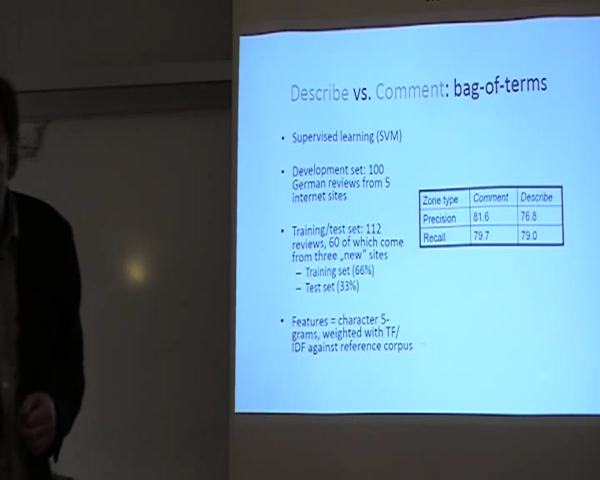 Describe vs. Comment: bag-of-terms
• Supervised learning (SVM)
• Development set: 100
German reviews from 5
internet sites
• Training/test set: 112
reviews, 60 of which come
from three „new" sites
– Training set (66%)
– Test set (33%)
• Features = character 5-
grams, weighted with TF/
IDF against reference corpus
Zone type Comment Describe
Precision 81.6 76.8
Recall 79.7 79.0